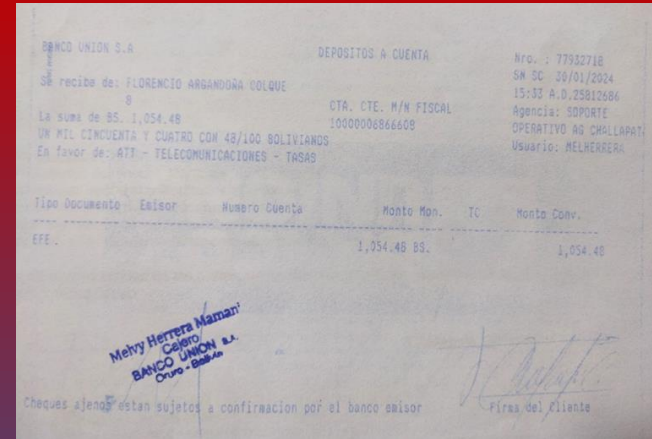 BANCO UNION S.A
DEPOSITOS A CUENTA
Nro. : 77932718
Se recibe de: FLORENCIO ARGANDOÑA COLQUE
SN SC 30/01/2024
8
15:33 A.D.25812686
La suma de BS. 1,054.48
CTA. CTE. M/N FISCAL
Agencia: SOPORTE
10000006866609
OPERATIVO AG CHALLAPAT
UN MIL CINCUENTA Y CUATRO CON 48/100 BOLIVIANOS
Usuario: MELHERRERA
En favor de: ATT - TELECOMUNICACIONES - TASAS
Tipo Documento Emisor Numero Cuenta Monto Mon. TC Monto Conv.
EFE . 1,054.48 BS. 1,054.48
Melvy Herrera Mamani
Cajero
BANCO UNION S.A.
Oruro - Bolivia
Cheques ajenos estan sujetos a confirmacion por el banco emisor
Firma del Cliente